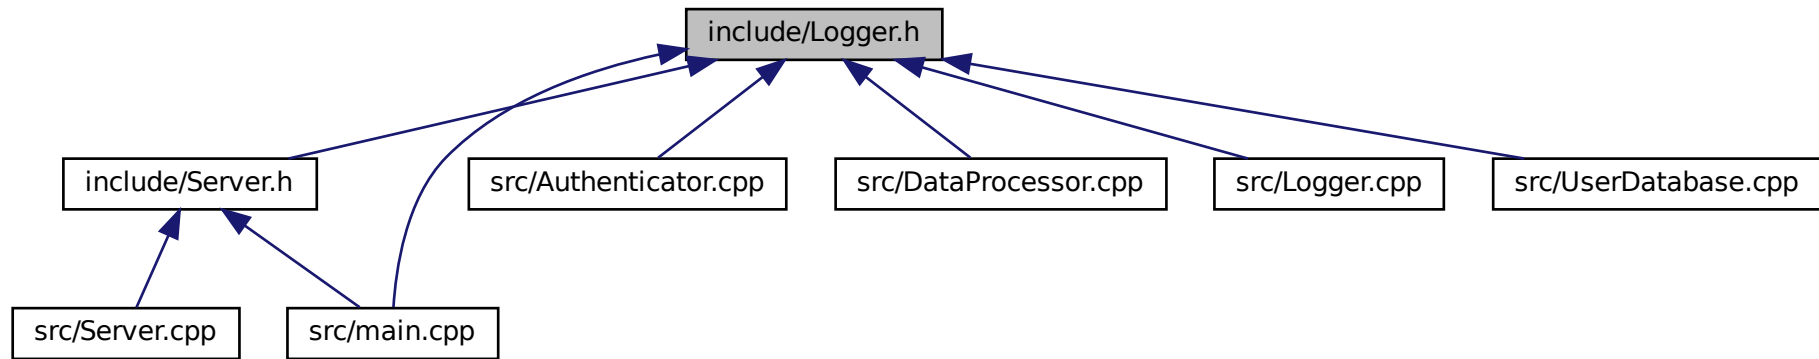 include/Logger.h
include/Server.h
src/Authenticator.cpp
src/DataProcessor.cpp
src/Logger.cpp
src/UserDatabase.cpp
src/Server.cpp
src/main.cpp